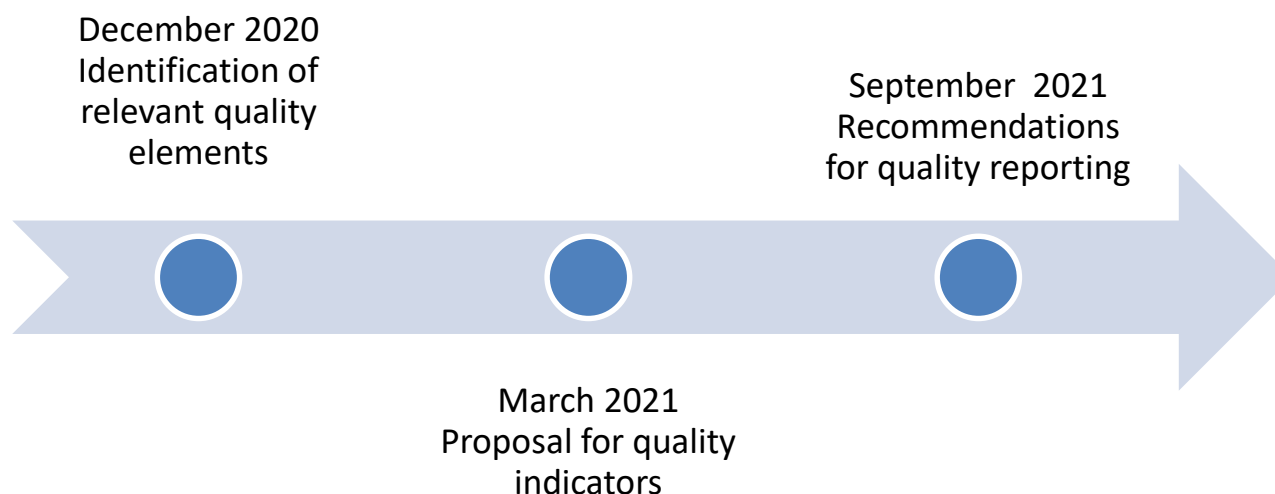 December 2020
Identification of
relevant quality
elements
March 2021
Proposal for quality
indicators
September  2021
Recommendations
for quality reporting